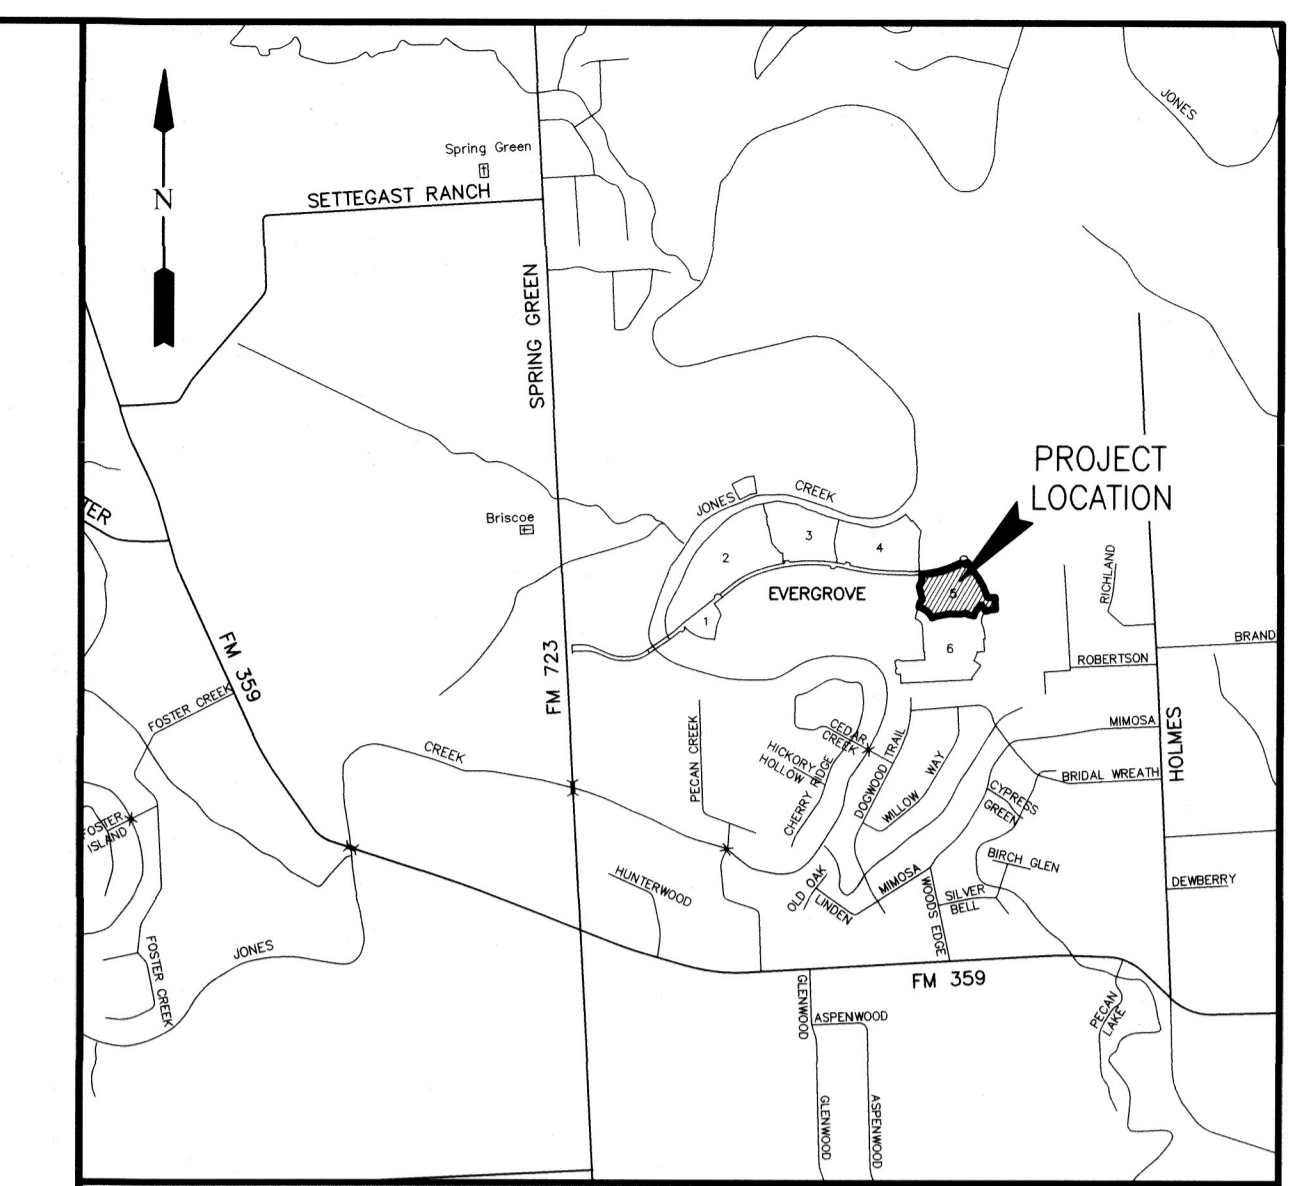 JONES
Spring Green
N
SETTEGAST RANCH
SPRING GREEN
PROJECT
LOCATION
JONES
CREEK
TER
Briscoe
3
4
2
5
EVERGROVE
1
6
RICHLAND
BRAND
ROBERTSON
FM 359
FM 723
FOSTER CREEK
PECAN CREEK
CEDAR
CREEK
HICKORY
HOLLOW
CHERRY RIDGE
DOGWOOD TRAIL
WILLOW WAY
MIMOSA
HOLMES
BRIDAL WREATH
CYPRESS
GREEN
CREEK
FOSTER
ISLAND
HUNTERWOOD
OLD OAK
LINDEN
MIMOSA
BIRCH GLEN
SILVER
BELL
WOODS EDGE
DEWBERRY
FOSTER CREEK
JONES
FM 359
GLENWOOD
ASPENWOOD
PECAN
LAKE
GLENWOOD
ASPENWOOD